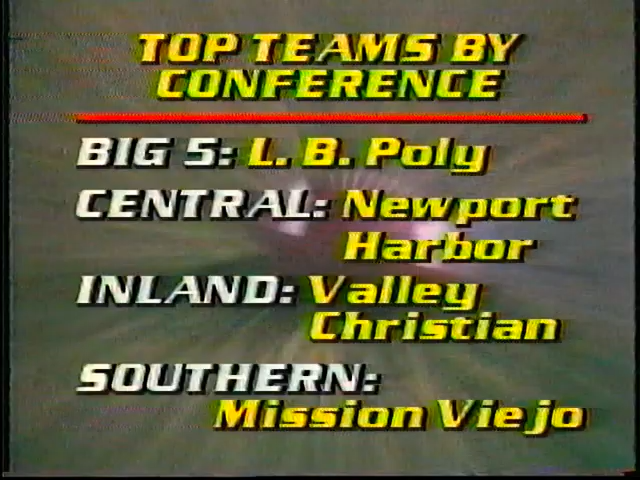 TOP TEAMS BY
CONFERENCE
BIG 5: L. B. Poly
CENTRAL: Newport
Harbor
INLAND: Valley
Christian
SOUTHERN:
Mission Viejo